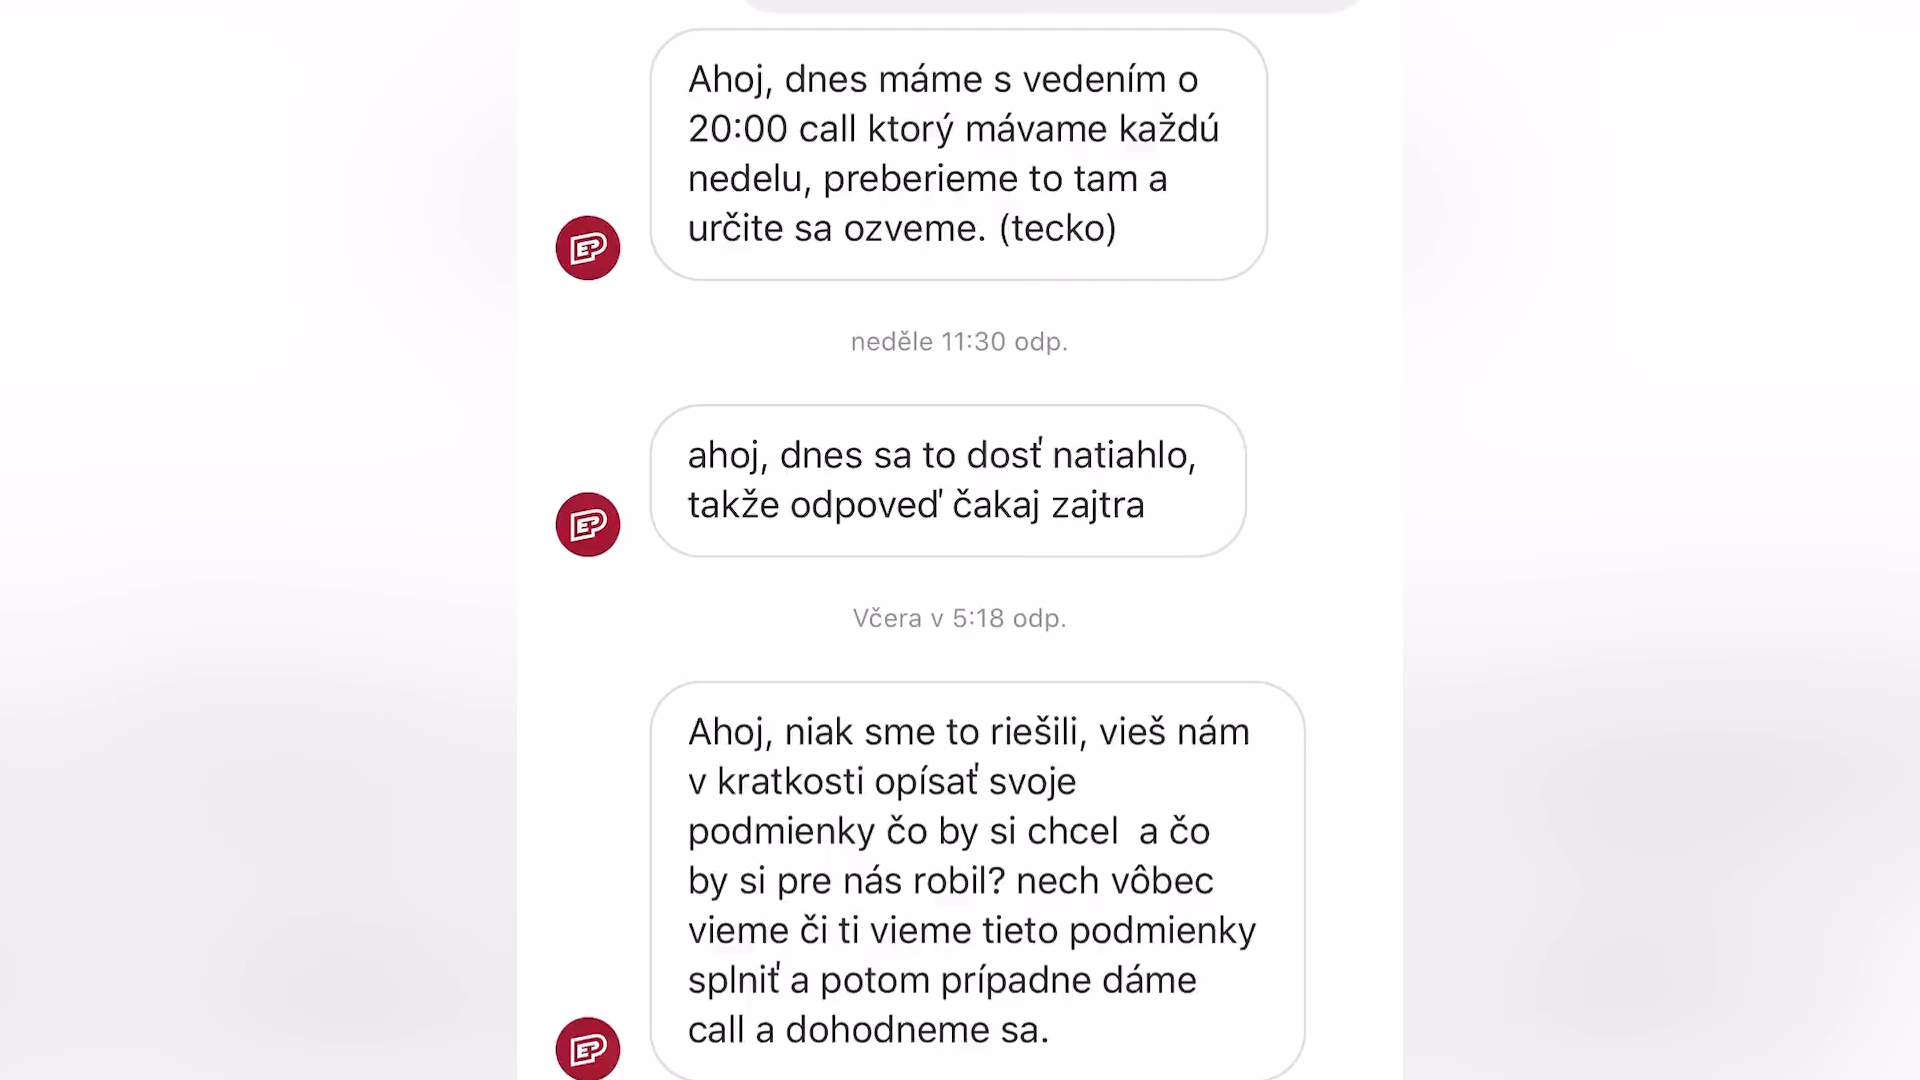 Ahoj, dnes máme s vedením o
20:00 call ktorý mávame každú
nedelu, preberieme to tam a
určite sa ozveme. (tecko)
EP
neděle 11:30 odp.
ahoj, dnes sa to dosť natiahlo,
takže odpoveď čakaj zajtra
EP
Včera v 5:18 odp.
Ahoj, niak sme to riešili, vieš nám
v kratkosti opísať svoje
podmienky čo by si chcel  a čo
by si pre nás robil? nech vôbec
vieme či ti vieme tieto podmienky
splniť a potom prípadne dáme
call a dohodneme sa.
EP